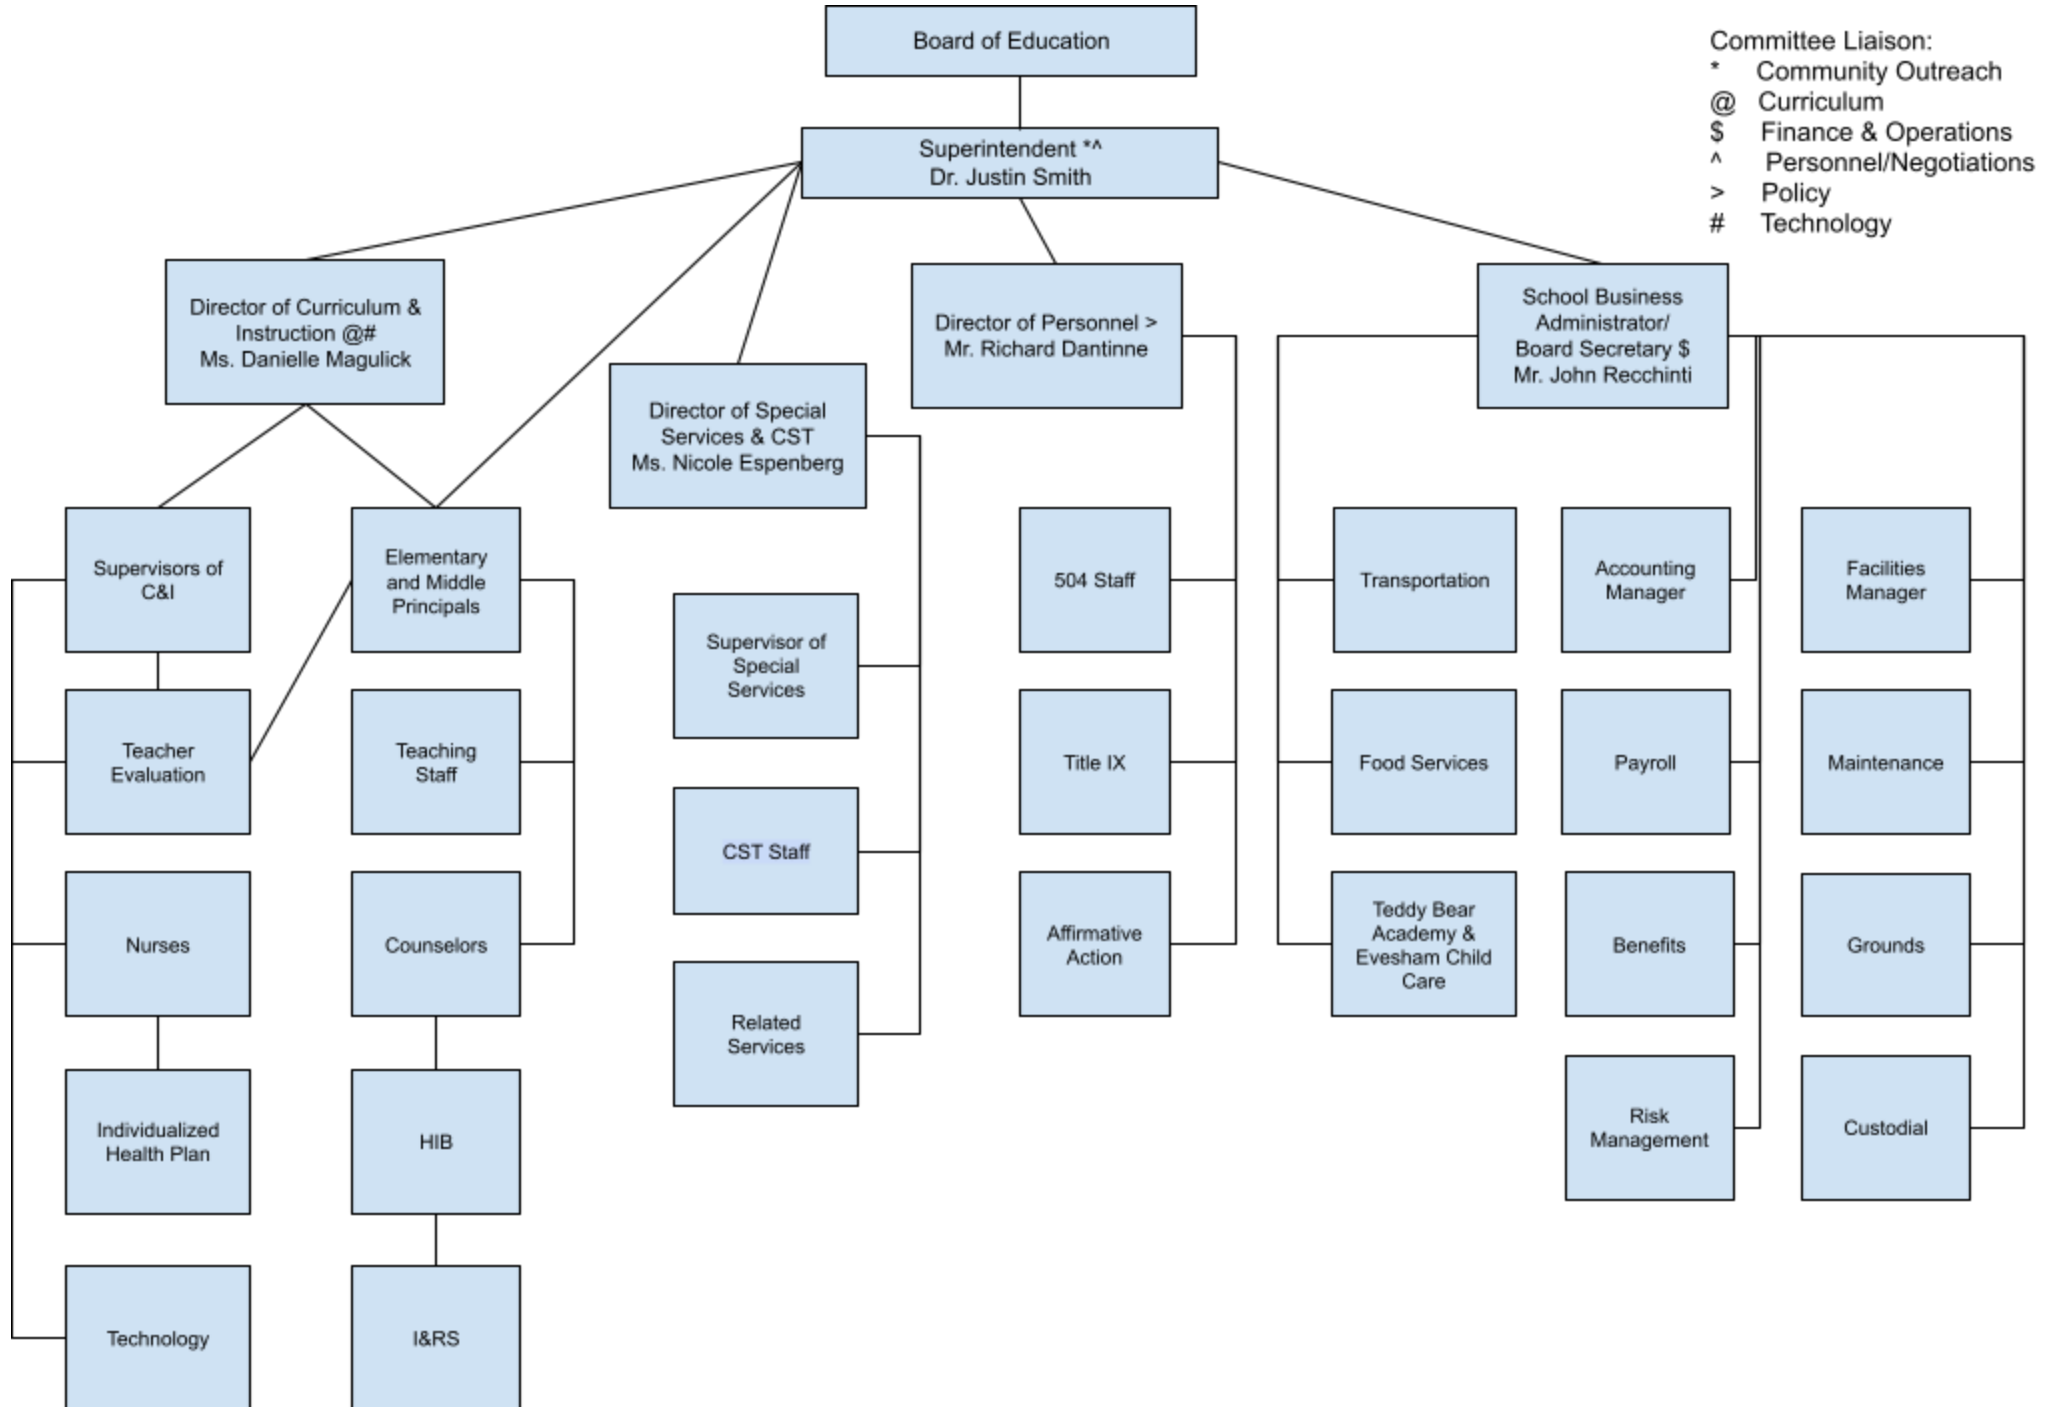 Board of Education
Committee Liaison:
* Community Outreach
@ Curriculum
$ Finance & Operations
^ Personnel/Negotiations
> Policy
# Technology
Superintendent *^
Dr. Justin Smith
Director of Curriculum &
Instruction @#
Ms. Danielle Magulick
Director of Special
Services & CST
Ms. Nicole Espenberg
Director of Personnel >
Mr. Richard Dantinne
School Business
Administrator/
Board Secretary $
Mr. John Recchinti
Supervisors of
C&I
Elementary
and Middle
Principals
Supervisor of
Special
Services
504 Staff
Transportation
Accounting
Manager
Facilities
Manager
Teacher
Evaluation
Teaching
Staff
CST Staff
Title IX
Food Services
Payroll
Maintenance
Nurses
Counselors
Related
Services
Affirmative
Action
Teddy Bear
Academy &
Evesham Child
Care
Benefits
Grounds
Individualized
Health Plan
HIB
Risk
Management
Custodial
Technology
I&RS